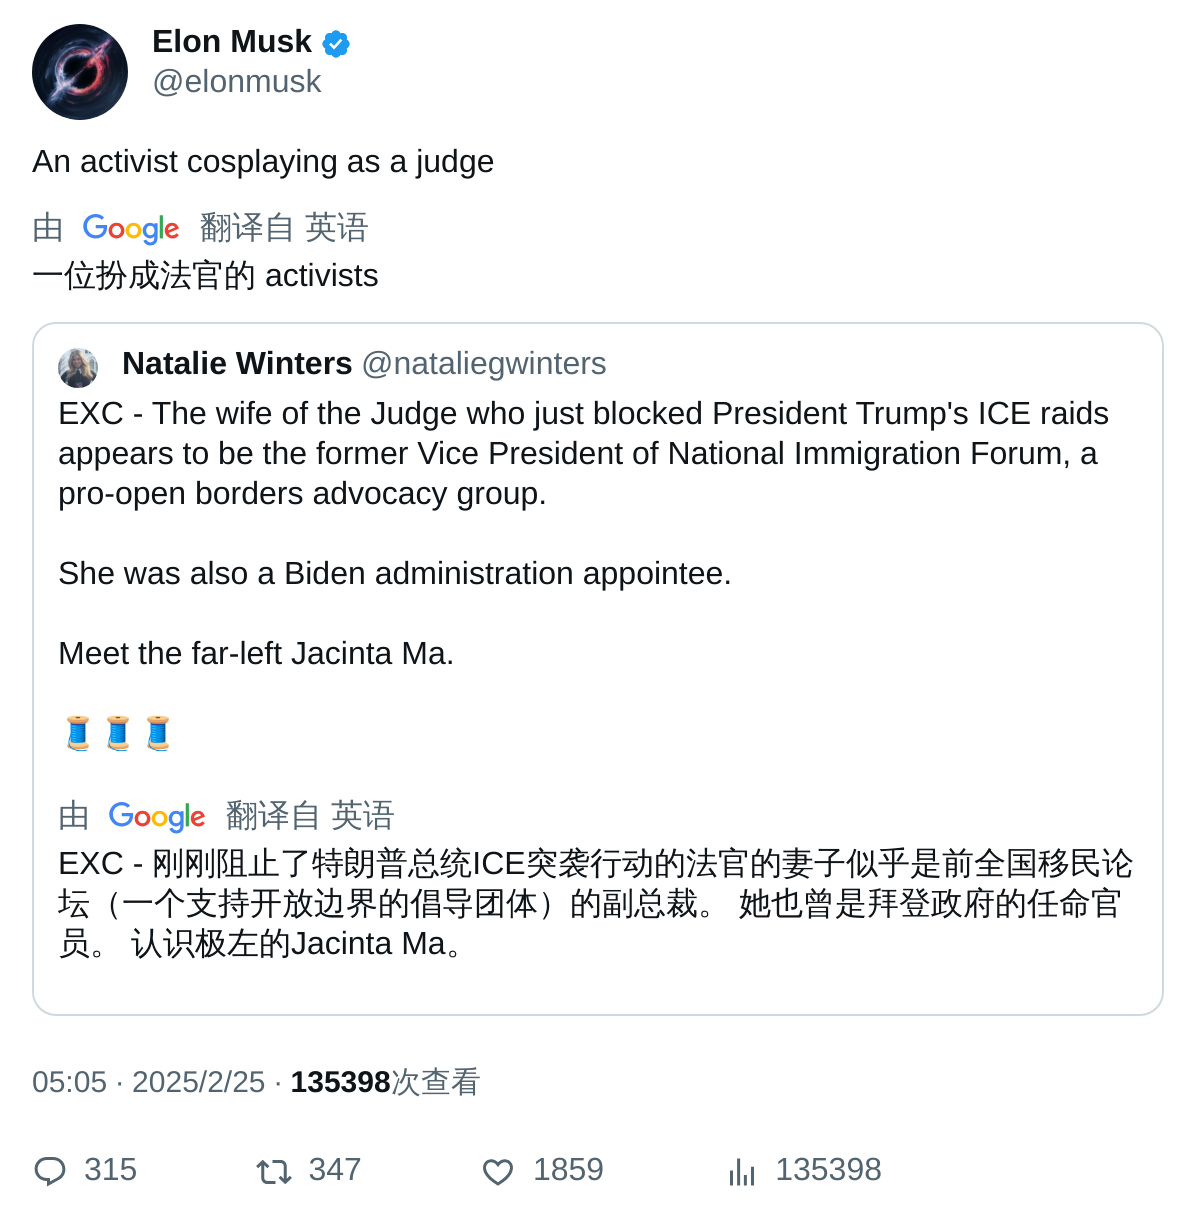 Elon Musk
@elonmusk
An activist cosplaying as a judge
由 Google 翻译自 英语
一位扮成法官的 activists
Natalie Winters @nataliegwinters
EXC - The wife of the Judge who just blocked President Trump's ICE raids
appears to be the former Vice President of National Immigration Forum, a
pro-open borders advocacy group.
She was also a Biden administration appointee.
Meet the far-left Jacinta Ma.
🧵🧵🧵
由 Google 翻译自 英语
EXC - 刚刚阻止了特朗普总统ICE突袭行动的法官的妻子似乎是前全国移民论
坛（一个支持开放边界的倡导团体）的副总裁。 她也曾是拜登政府的任命官
员。 认识极左的Jacinta Ma。
05:05 · 2025/2/25 · 135398次查看
315 347 1859 135398